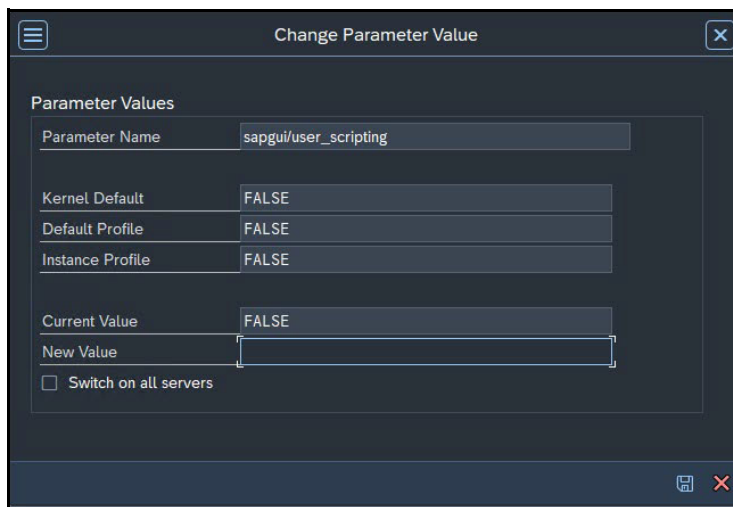 Change Parameter Value
Parameter Values
Parameter Name sapgui/user_scripting
Kernel Default FALSE
Default Profile FALSE
Instance Profile FALSE
Current Value FALSE
New Value
Switch on all servers